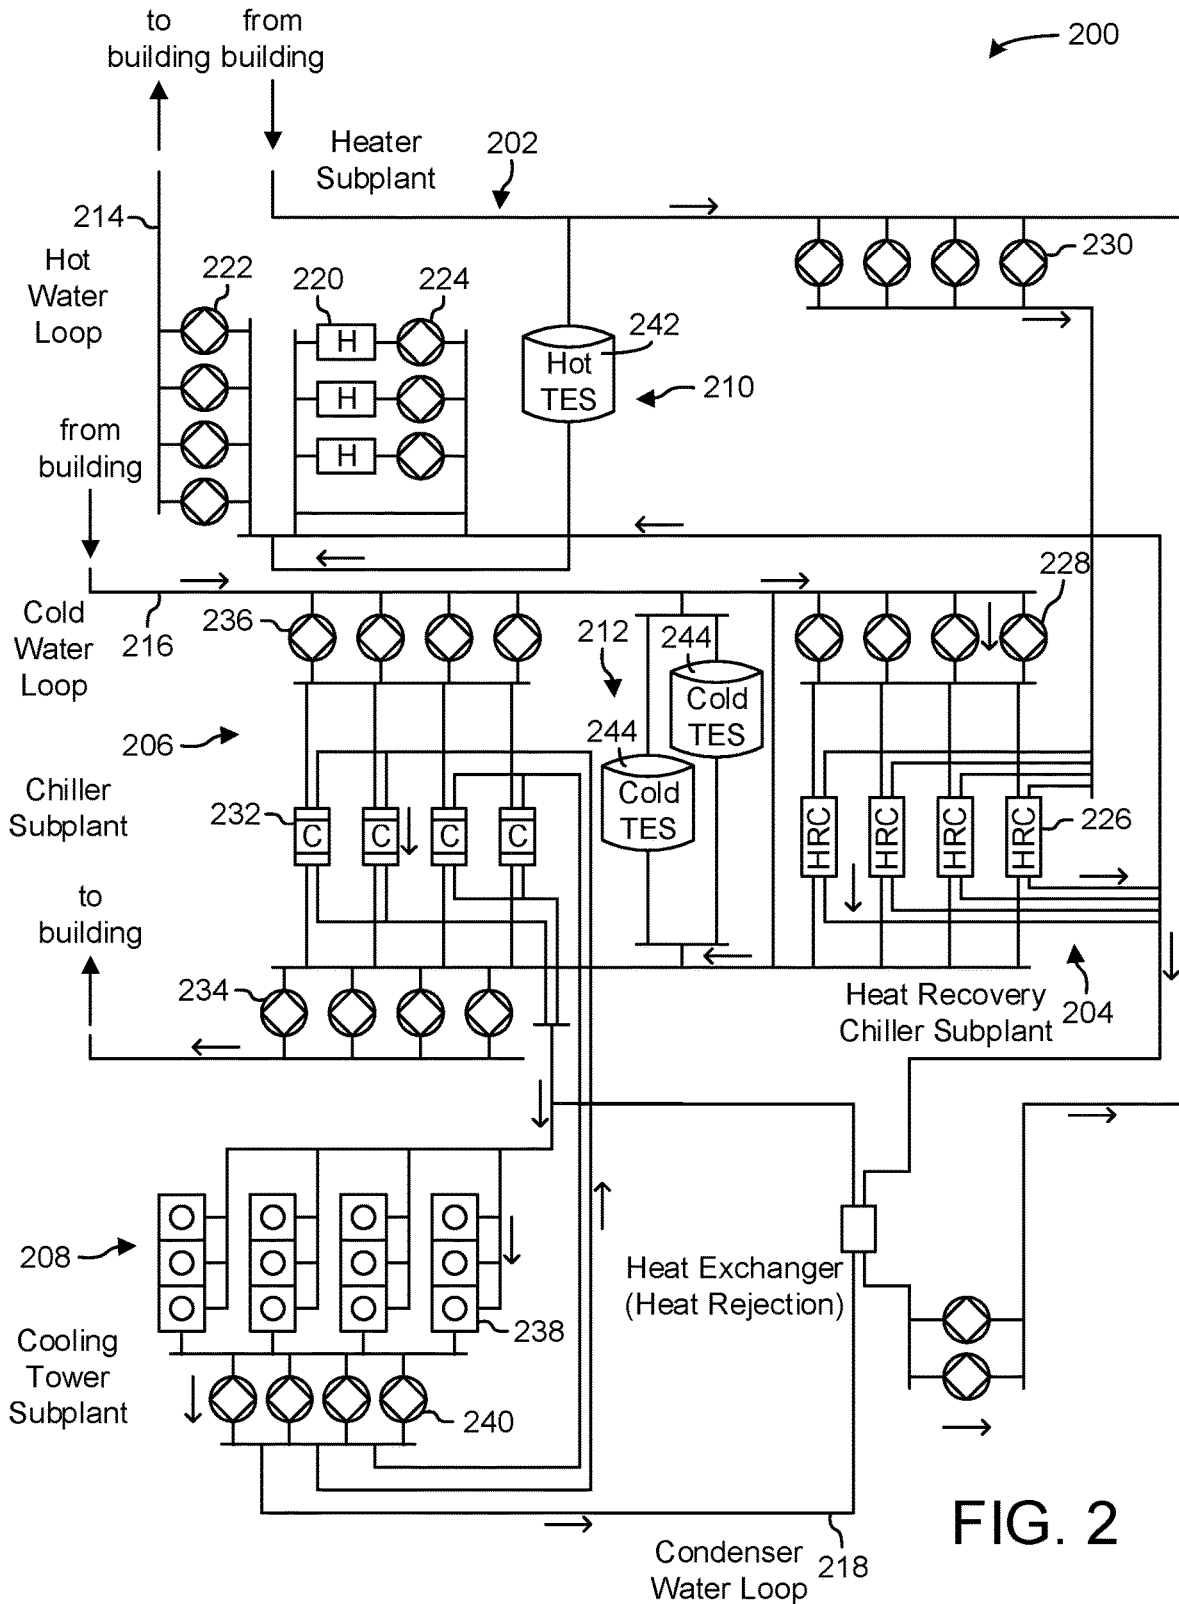 to
building
from
building
200
Heater
Subplant
202
214
Hot
Water
Loop
222
220
224
230
H
H
H
Hot
TES
242
210
from
building
Cold
Water
Loop
216
236
212
244
Cold
TES
244
Cold
TES
228
206
Chiller
Subplant
232
C
C
C
C
HRC
HRC
HRC
HRC
226
to
building
234
Heat Recovery
Chiller Subplant
204
208
Cooling
Tower
Subplant
238
240
Heat Exchanger
(Heat Rejection)
Condenser
Water Loop
218
FIG. 2